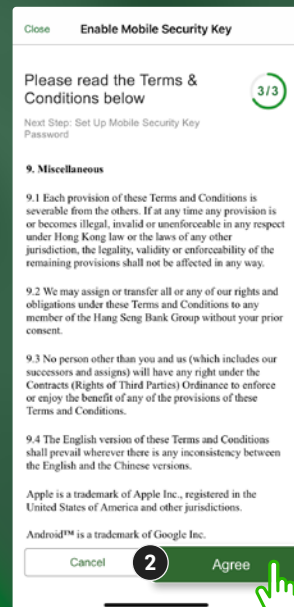 Close Enable Mobile Security Key
Please read the Terms &
Conditions below
3/3
Next Step: Set Up Mobile Security Key
Password
9. Miscellaneous
9.1 Each provision of these Terms and Conditions is
severable from the others. If at any time any provision is
or becomes illegal, invalid or unenforceable in any respect
under Hong Kong law or the laws of any other
jurisdiction, the legality, validity or enforceability of the
remaining provisions shall not be affected in any way.
9.2 We may assign or transfer all or any of our rights and
obligations under these Terms and Conditions to any
member of the Hang Seng Bank Group without your prior
consent.
9.3 No person other than you and us (which includes our
successors and assigns) will have any right under the
Contracts (Rights of Third Parties) Ordinance to enforce
or enjoy the benefit of any of the provisions of these
Terms and Conditions.
9.4 The English version of these Terms and Conditions
shall prevail wherever there is any inconsistency between
the English and the Chinese versions.
Apple is a trademark of Apple Inc., registered in the
United States of America and other jurisdictions.
Android™ is a trademark of Google Inc.
Cancel 2 Agree